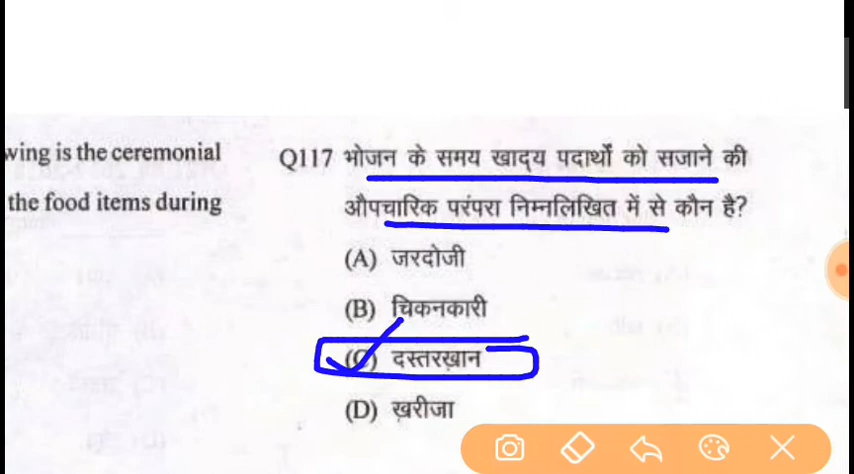 wing is the ceremonial
the food items during
Q117 भोजन के समय खाद्य पदार्थों को सजाने की
औपचारिक परंपरा निम्नलिखित में से कौन है?
(A) जरदोजी
(B) चिकनकारी
(C) दस्तरख़ान
(D) ख़रीजा